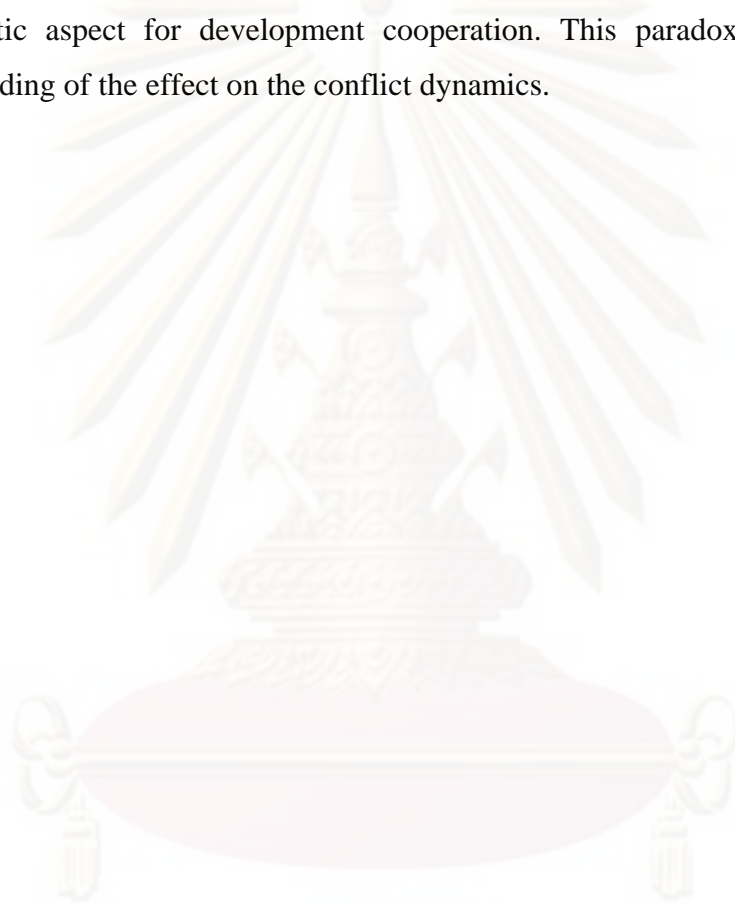 tic aspect for development cooperation. This paradox
ding of the effect on the conflict dynamics.